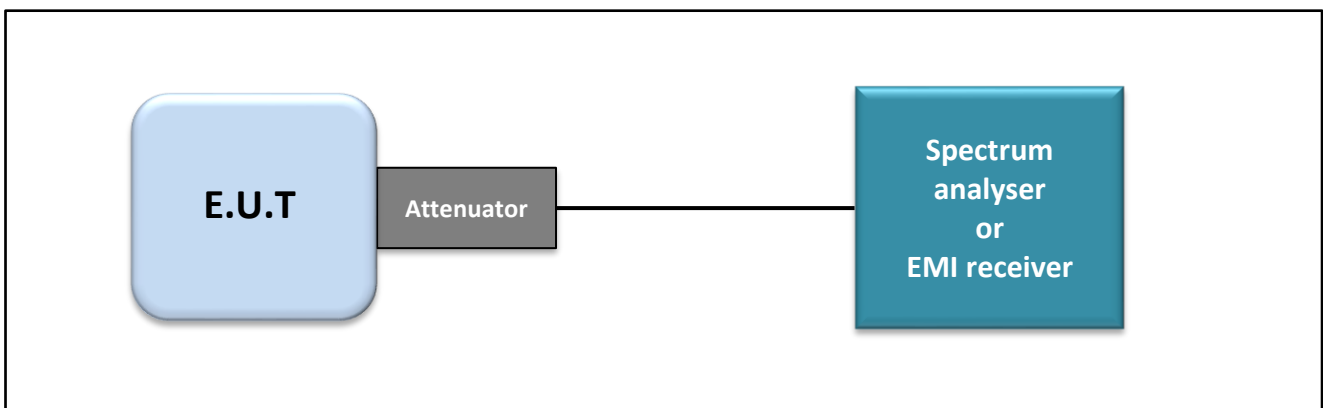 E.U.T
Attenuator
Spectrum
analyser
or
EMI receiver